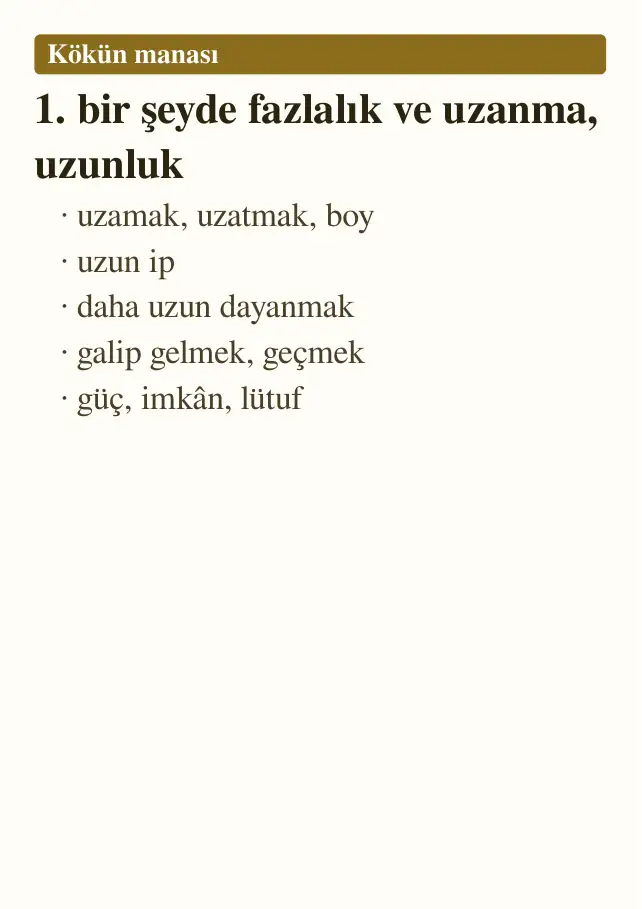 Kökün manası
1. bir şeyde fazlalık ve uzanma,
uzunluk
· uzamak, uzatmak, boy
· uzun ip
· daha uzun dayanmak
· galip gelmek, geçmek
· güç, imkân, lütuf